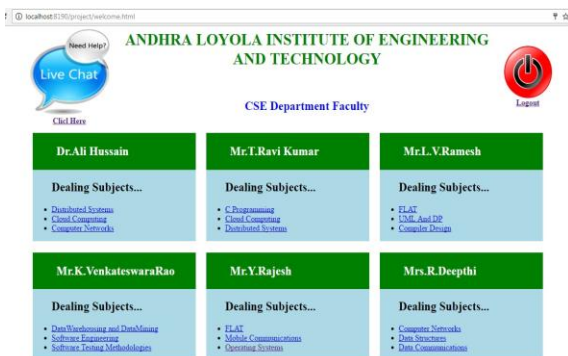 localhost:8190/project/welcome.html
Need Help?
Live Chat
Clicl Here
ANDHRA LOYOLA INSTITUTE OF ENGINEERING
AND TECHNOLOGY
CSE Department Faculty
Logout
Dr.Ali Hussain
Dealing Subjects...
Distributed Systems
Cloud Computing
Computer Networks
Mr.T.Ravi Kumar
Dealing Subjects...
C Programming
Cloud Computing
Distributed Systems
Mr.L.V.Ramesh
Dealing Subjects...
FLAT
UML And DP
Compiler Design
Mr.K.VenkateswaraRao
Dealing Subjects...
DataWarehousing and DataMining
Software Engineering
Software Testing Methodologies
Mr.Y.Rajesh
Dealing Subjects...
FLAT
Mobile Communications
Operating Systems
Mrs.R.Deepthi
Dealing Subjects...
Computer Networks
Data Structures
Data Communications